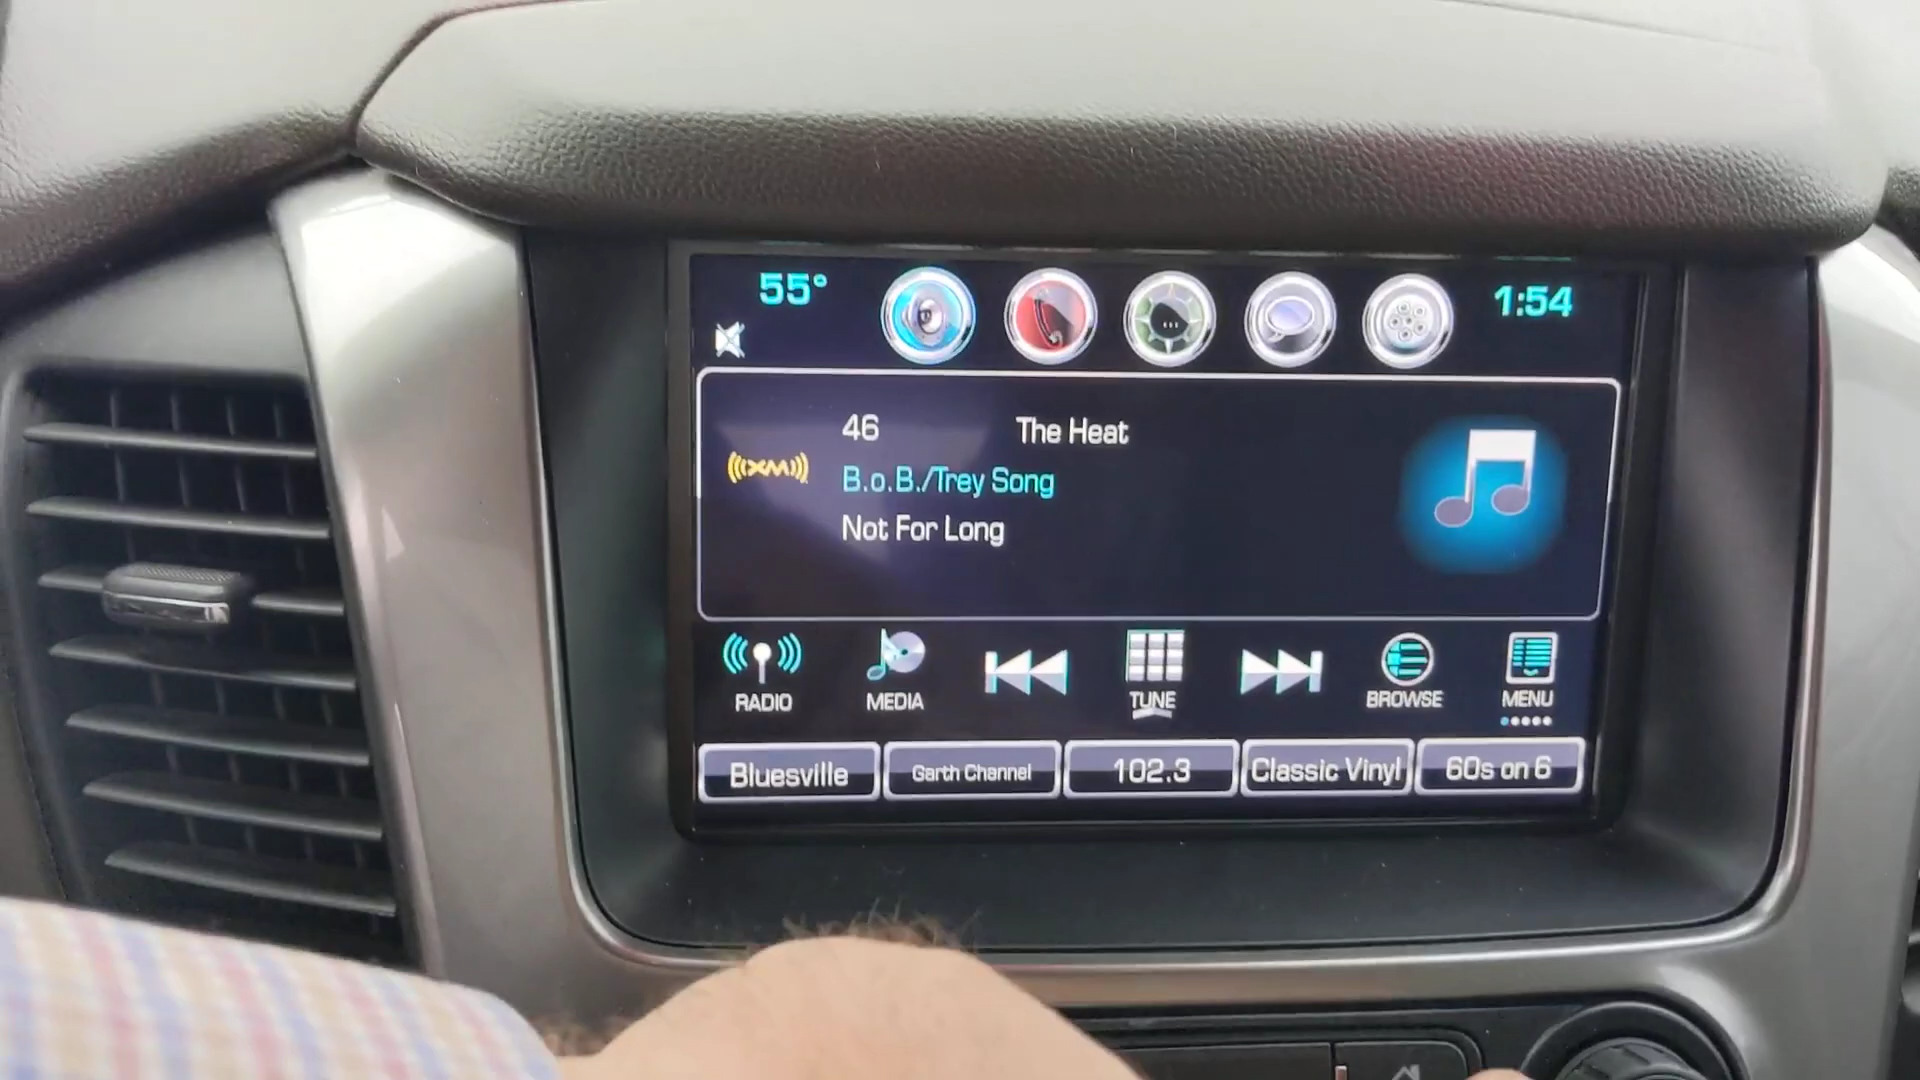 55°
1:54
46 The Heat
((XM))
B.o.B./Trey Song
Not For Long
RADIO
MEDIA
TUNE
BROWSE
MENU
Bluesville
Garth Channel
102.3
Classic Vinyl
60s on 6